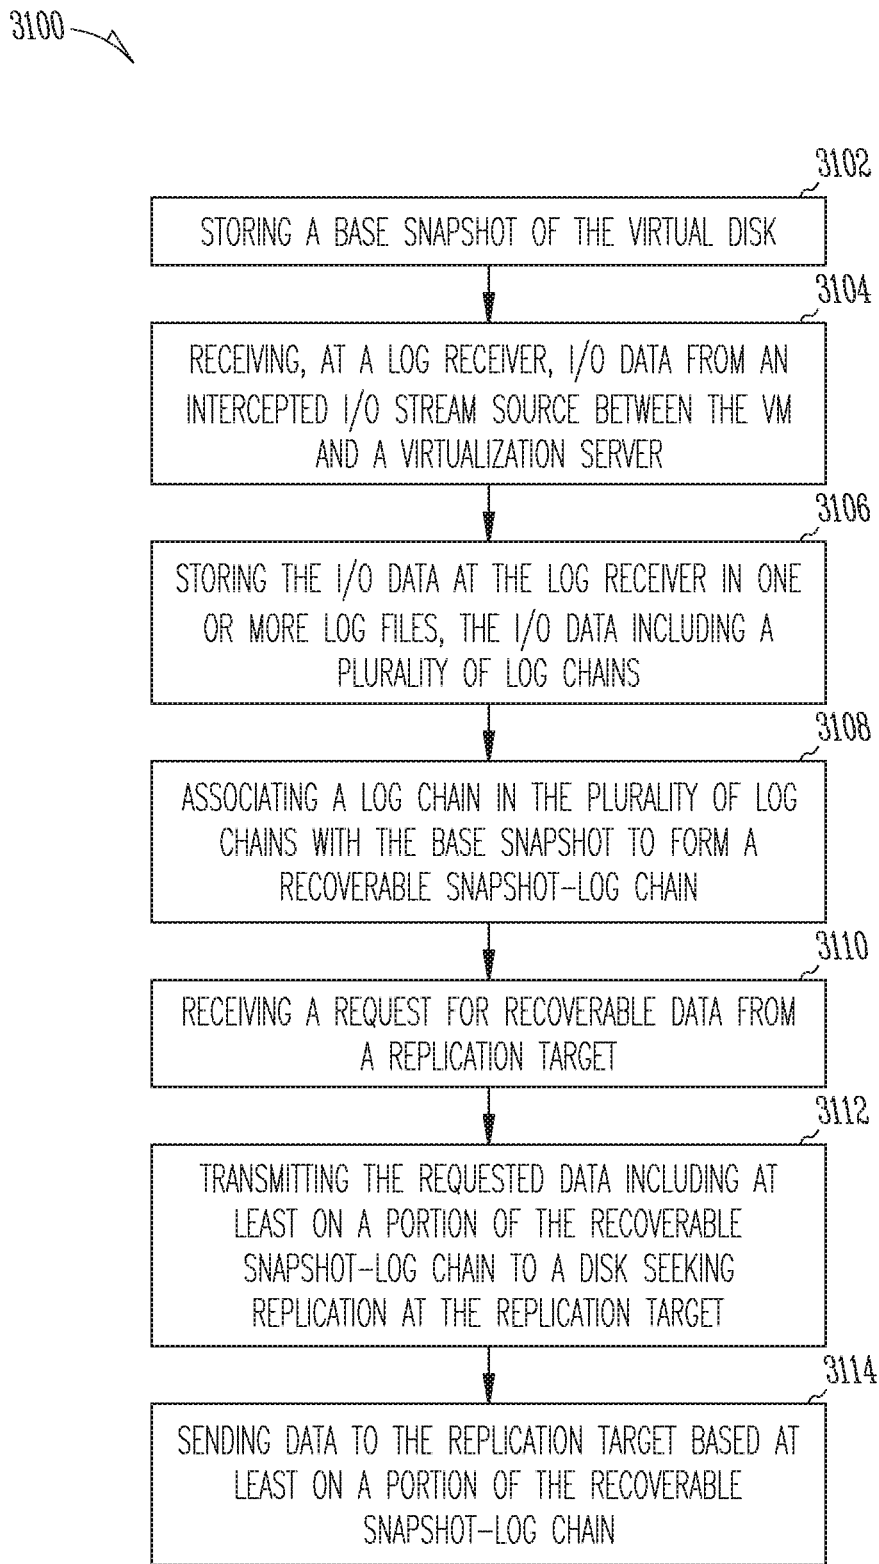 3100
3102
STORING A BASE SNAPSHOT OF THE VIRTUAL DISK
3104
RECEIVING, AT A LOG RECEIVER, I/O DATA FROM AN
INTERCEPTED I/O STREAM SOURCE BETWEEN THE VM
AND A VIRTUALIZATION SERVER
3106
STORING THE I/O DATA AT THE LOG RECEIVER IN ONE
OR MORE LOG FILES, THE I/O DATA INCLUDING A
PLURALITY OF LOG CHAINS
3108
ASSOCIATING A LOG CHAIN IN THE PLURALITY OF LOG
CHAINS WITH THE BASE SNAPSHOT TO FORM A
RECOVERABLE SNAPSHOT-LOG CHAIN
3110
RECEIVING A REQUEST FOR RECOVERABLE DATA FROM
A REPLICATION TARGET
3112
TRANSMITTING THE REQUESTED DATA INCLUDING AT
LEAST ON A PORTION OF THE RECOVERABLE
SNAPSHOT-LOG CHAIN TO A DISK SEEKING
REPLICATION AT THE REPLICATION TARGET
3114
SENDING DATA TO THE REPLICATION TARGET BASED AT
LEAST ON A PORTION OF THE RECOVERABLE
SNAPSHOT-LOG CHAIN